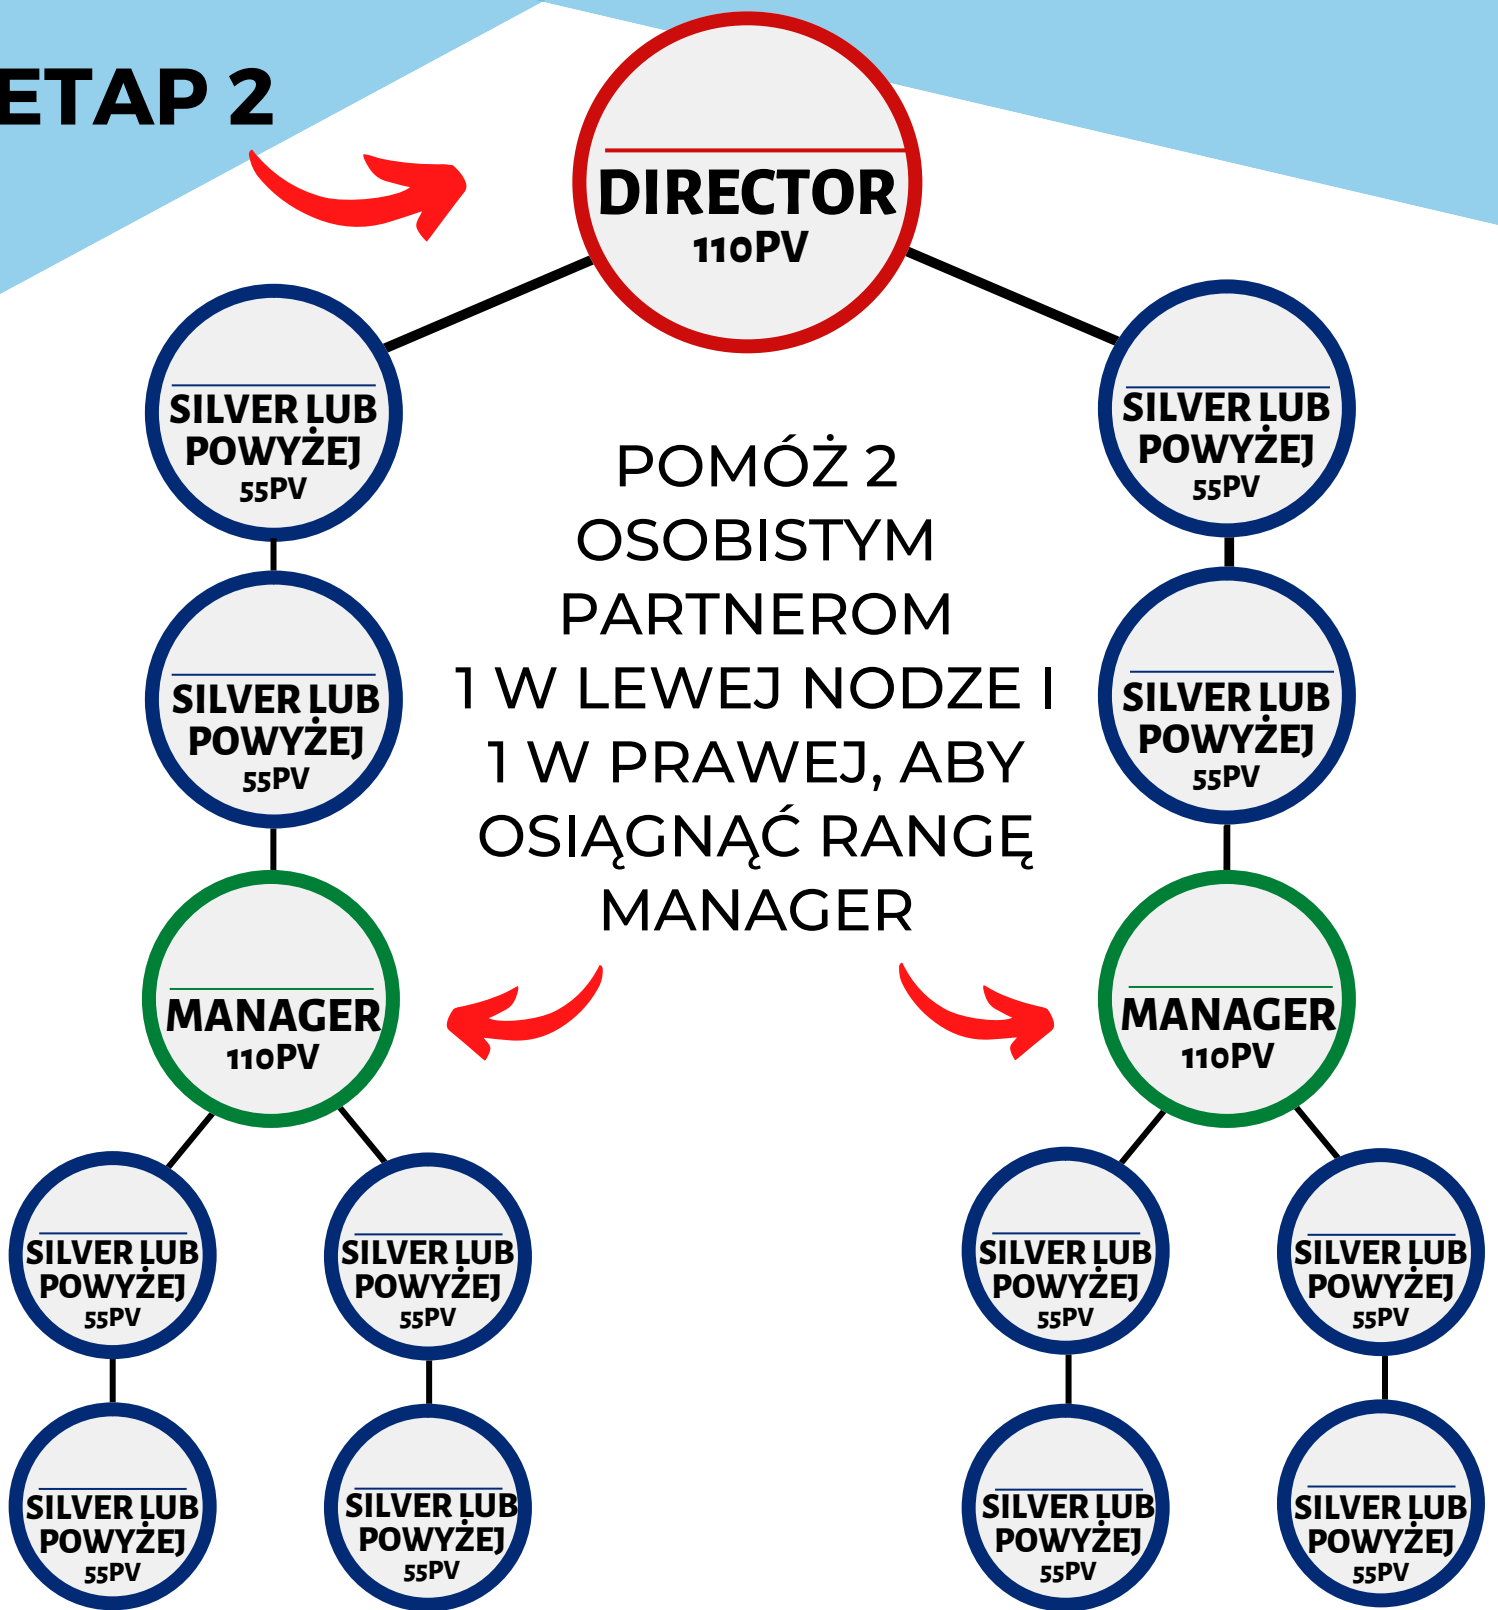 ETAP 2
DIRECTOR
110PV
SILVER LUB
POWYŻEJ
55PV
SILVER LUB
POWYŻEJ
55PV
POMÓŻ 2
OSOBISTYM
PARTNEROM
1 W LEWEJ NODZE I
1 W PRAWEJ, ABY
OSIĄGNĄĆ RANGĘ
MANAGER
SILVER LUB
POWYŻEJ
55PV
SILVER LUB
POWYŻEJ
55PV
MANAGER
110PV
MANAGER
110PV
SILVER LUB
POWYŻEJ
55PV
SILVER LUB
POWYŻEJ
55PV
SILVER LUB
POWYŻEJ
55PV
SILVER LUB
POWYŻEJ
55PV
SILVER LUB
POWYŻEJ
55PV
SILVER LUB
POWYŻEJ
55PV
SILVER LUB
POWYŻEJ
55PV
SILVER LUB
POWYŻEJ
55PV